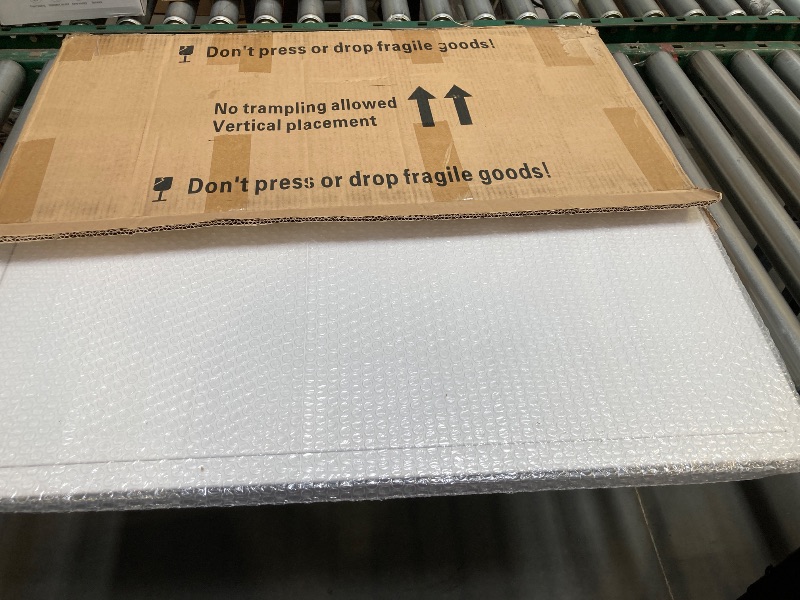 Don't press or drop fragile goods!
No trampling allowed
Vertical placement
Don't press or drop fragile goods!